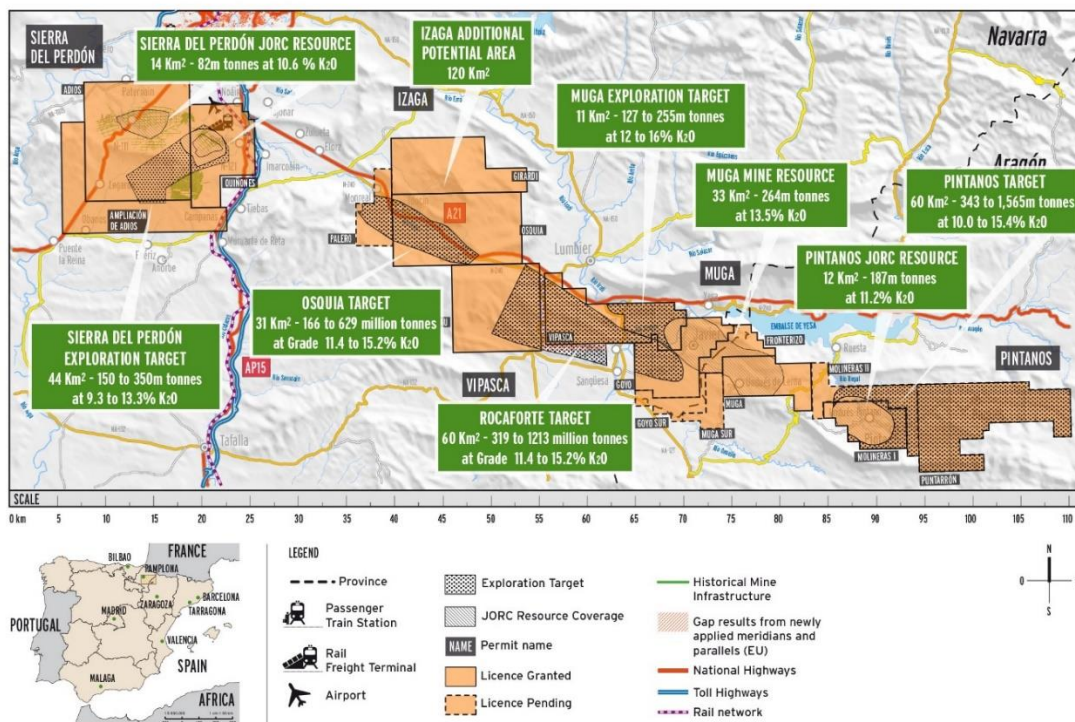 SIERRA
DEL PERDÓN
SIERRA DEL PERDÓN JORC RESOURCE
14 Km² - 82m tonnes at 10.6 % K2O
IZAGA ADDITIONAL
POTENTIAL AREA
120 Km²
IZAGA
MUGA EXPLORATION TARGET
11 Km² - 127 to 255m tonnes
at 12 to 16% K2O
Navarra
Aragón
MUGA MINE RESOURCE
33 Km² - 264m tonnes
at 13.5% K2O
PINTANOS TARGET
60 Km² - 343 to 1,565m tonnes
at 10.0 to 15.4% K2O
PINTANOS JORC RESOURCE
12 Km² - 187m tonnes
at 11.2% K2O
ADIOS
QUIÑONES
AMPLIACIÓN
DE ADIOS
Puente
la Reina
Tiebas
Imarcoain
GIRARDI
A21
PALERO
OSQUIA
Lumbier
MUGA
EMBALSE DE YESA
FRONTERIZO
Ruesta
MOLINERAS II
PINTANOS
SIERRA DEL PERDÓN
EXPLORATION TARGET
44 Km² - 150 to 350m tonnes
at 9.3 to 13.3% K2O
OSQUIA TARGET
31 Km² - 166 to 629 million tonnes
at Grade 11.4 to 15.2% K2O
AP15
Tafalla
VIPASCA
VIPASCA
Sangüesa
GOYO
GOYO SUR
MUGA
MUGA SUR
MOLINERAS I
PUNTARRÓN
ROCAFORTE TARGET
60 Km² - 319 to 1213 million tonnes
at Grade 11.4 to 15.2% K2O
SCALE
0 km 5 10 15 20 25 30 35 40 45 50 55 60 65 70 75 80 85 90 95 100 105 110
FRANCE
BILBAO
PAMPLONA
ZARAGOZA
BARCELONA
TARRAGONA
MADRID
PORTUGAL
VALENCIA
SPAIN
MALAGA
AFRICA
LEGEND
Province
Passenger
Train Station
Rail
Freight Terminal
Airport
Exploration Target
JORC Resource Coverage
NAME Permit name
Licence Granted
Licence Pending
Historical Mine
Infrastructure
Gap results from newly
applied meridians and
parallels (EU)
National Highways
Toll Highways
Rail network
N
0
S